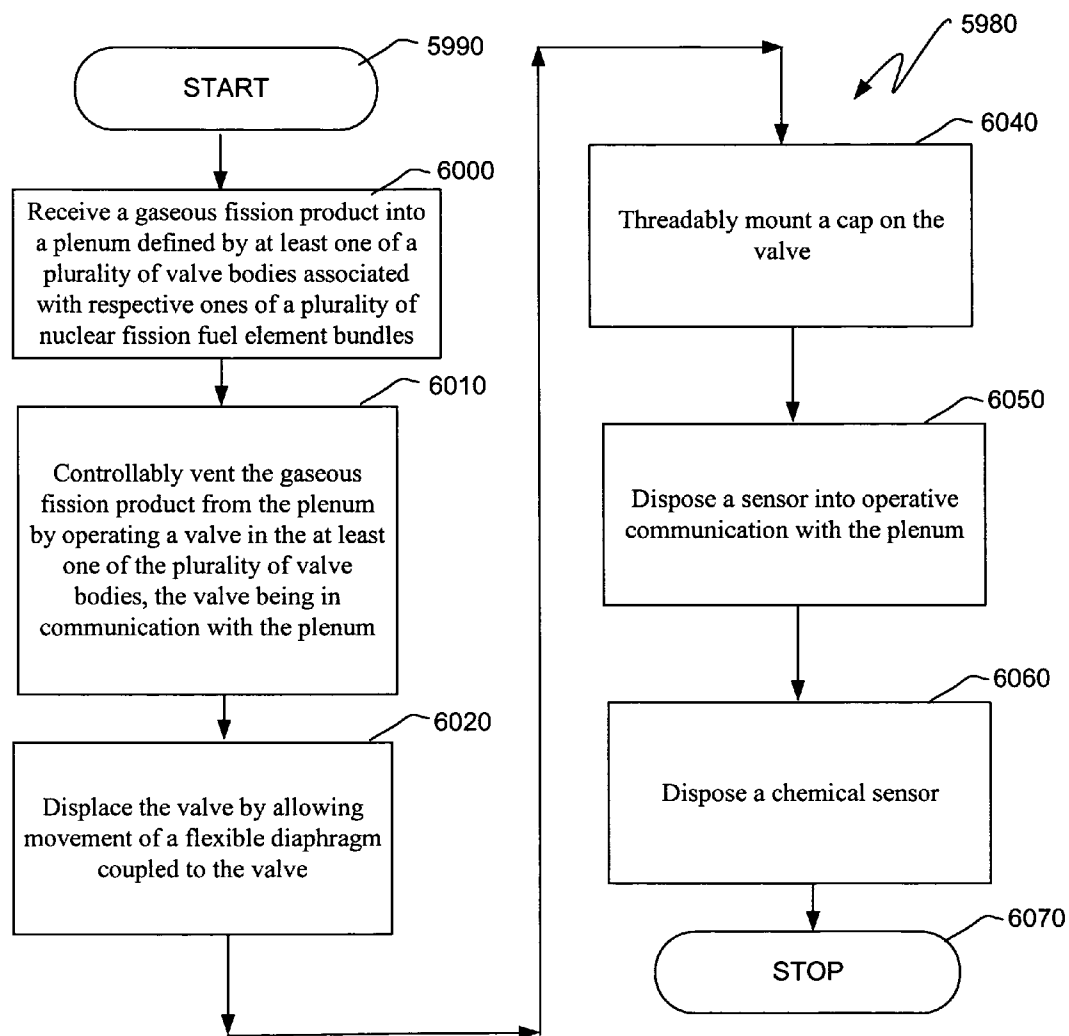 5990
START
6000
Receive a gaseous fission product into
a plenum defined by at least one of a
plurality of valve bodies associated
with respective ones of a plurality of
nuclear fission fuel element bundles
6010
Controllably vent the gaseous
fission product from the plenum
by operating a valve in the at least
one of the plurality of valve
bodies, the valve being in
communication with the plenum
6020
Displace the valve by allowing
movement of a flexible diaphragm
coupled to the valve
5980
6040
Threadably mount a cap on the
valve
6050
Dispose a sensor into operative
communication with the plenum
6060
Dispose a chemical sensor
6070
STOP